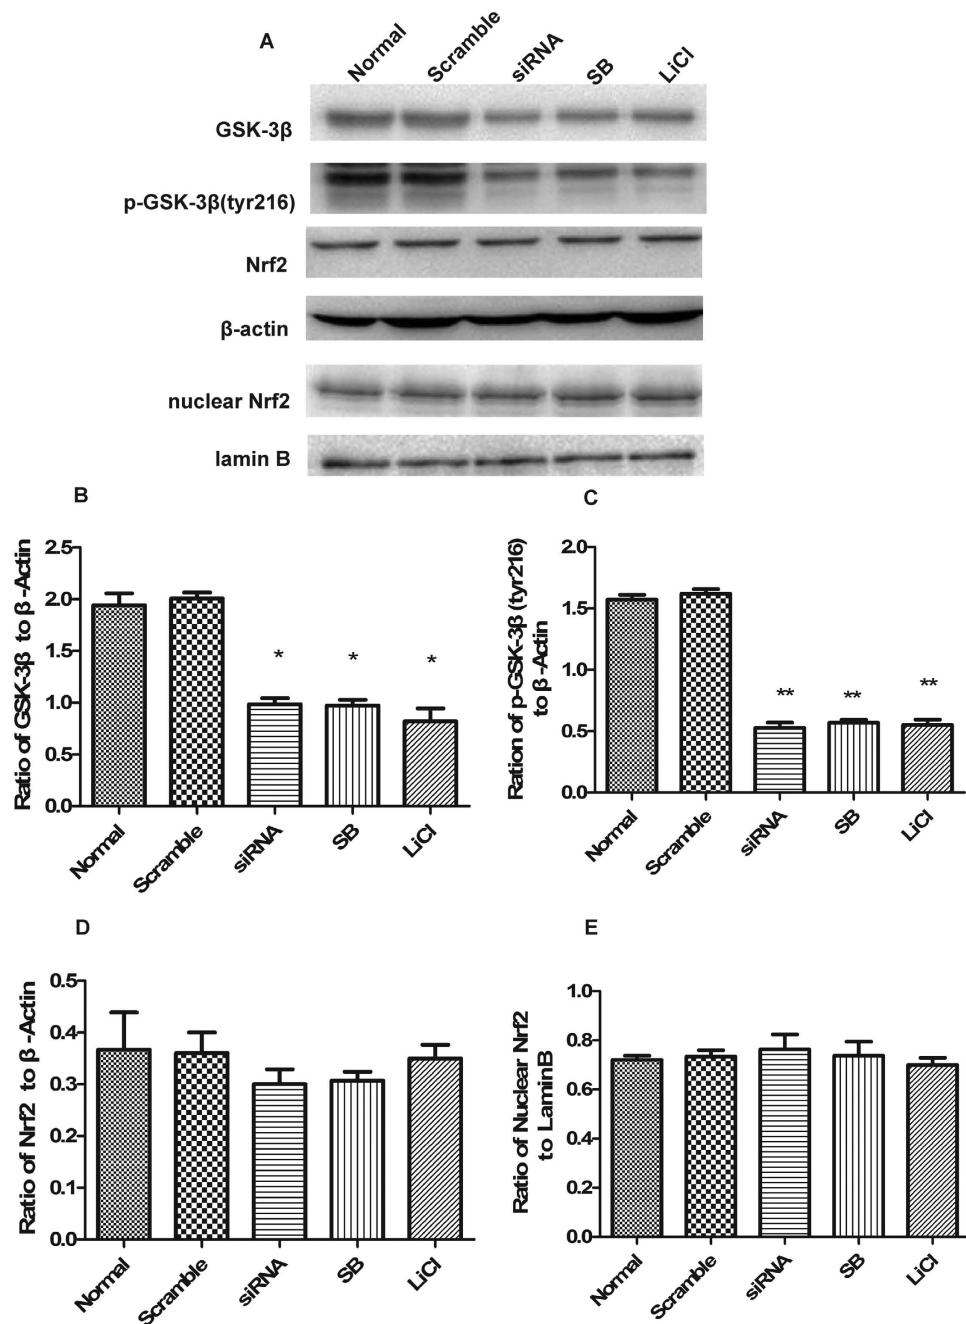 A
Normal
Scramble
siRNA
SB
LiCl
GSK-3β
p-GSK-3β(tyr216)
Nrf2
β-actin
nuclear Nrf2
lamin B
B
Ratio of GSK-3β to β-Actin
2.5
2.0
1.5
1.0
0.5
0.0
*
*
*
Normal
Scramble
siRNA
SB
LiCl
C
Ration of p-GSK-3β (tyr216)
to β-Actin
2.0
1.5
1.0
0.5
0.0
**
**
**
Normal
Scramble
siRNA
SB
LiCl
D
Ratio of Nrf2 to β-Actin
0.5
0.4
0.3
0.2
0.1
0.0
Normal
Scramble
siRNA
SB
LiCl
E
Ratio of Nuclear Nrf2
to LaminB
1.0
0.8
0.6
0.4
0.2
0.0
Normal
Scramble
siRNA
SB
LiCl